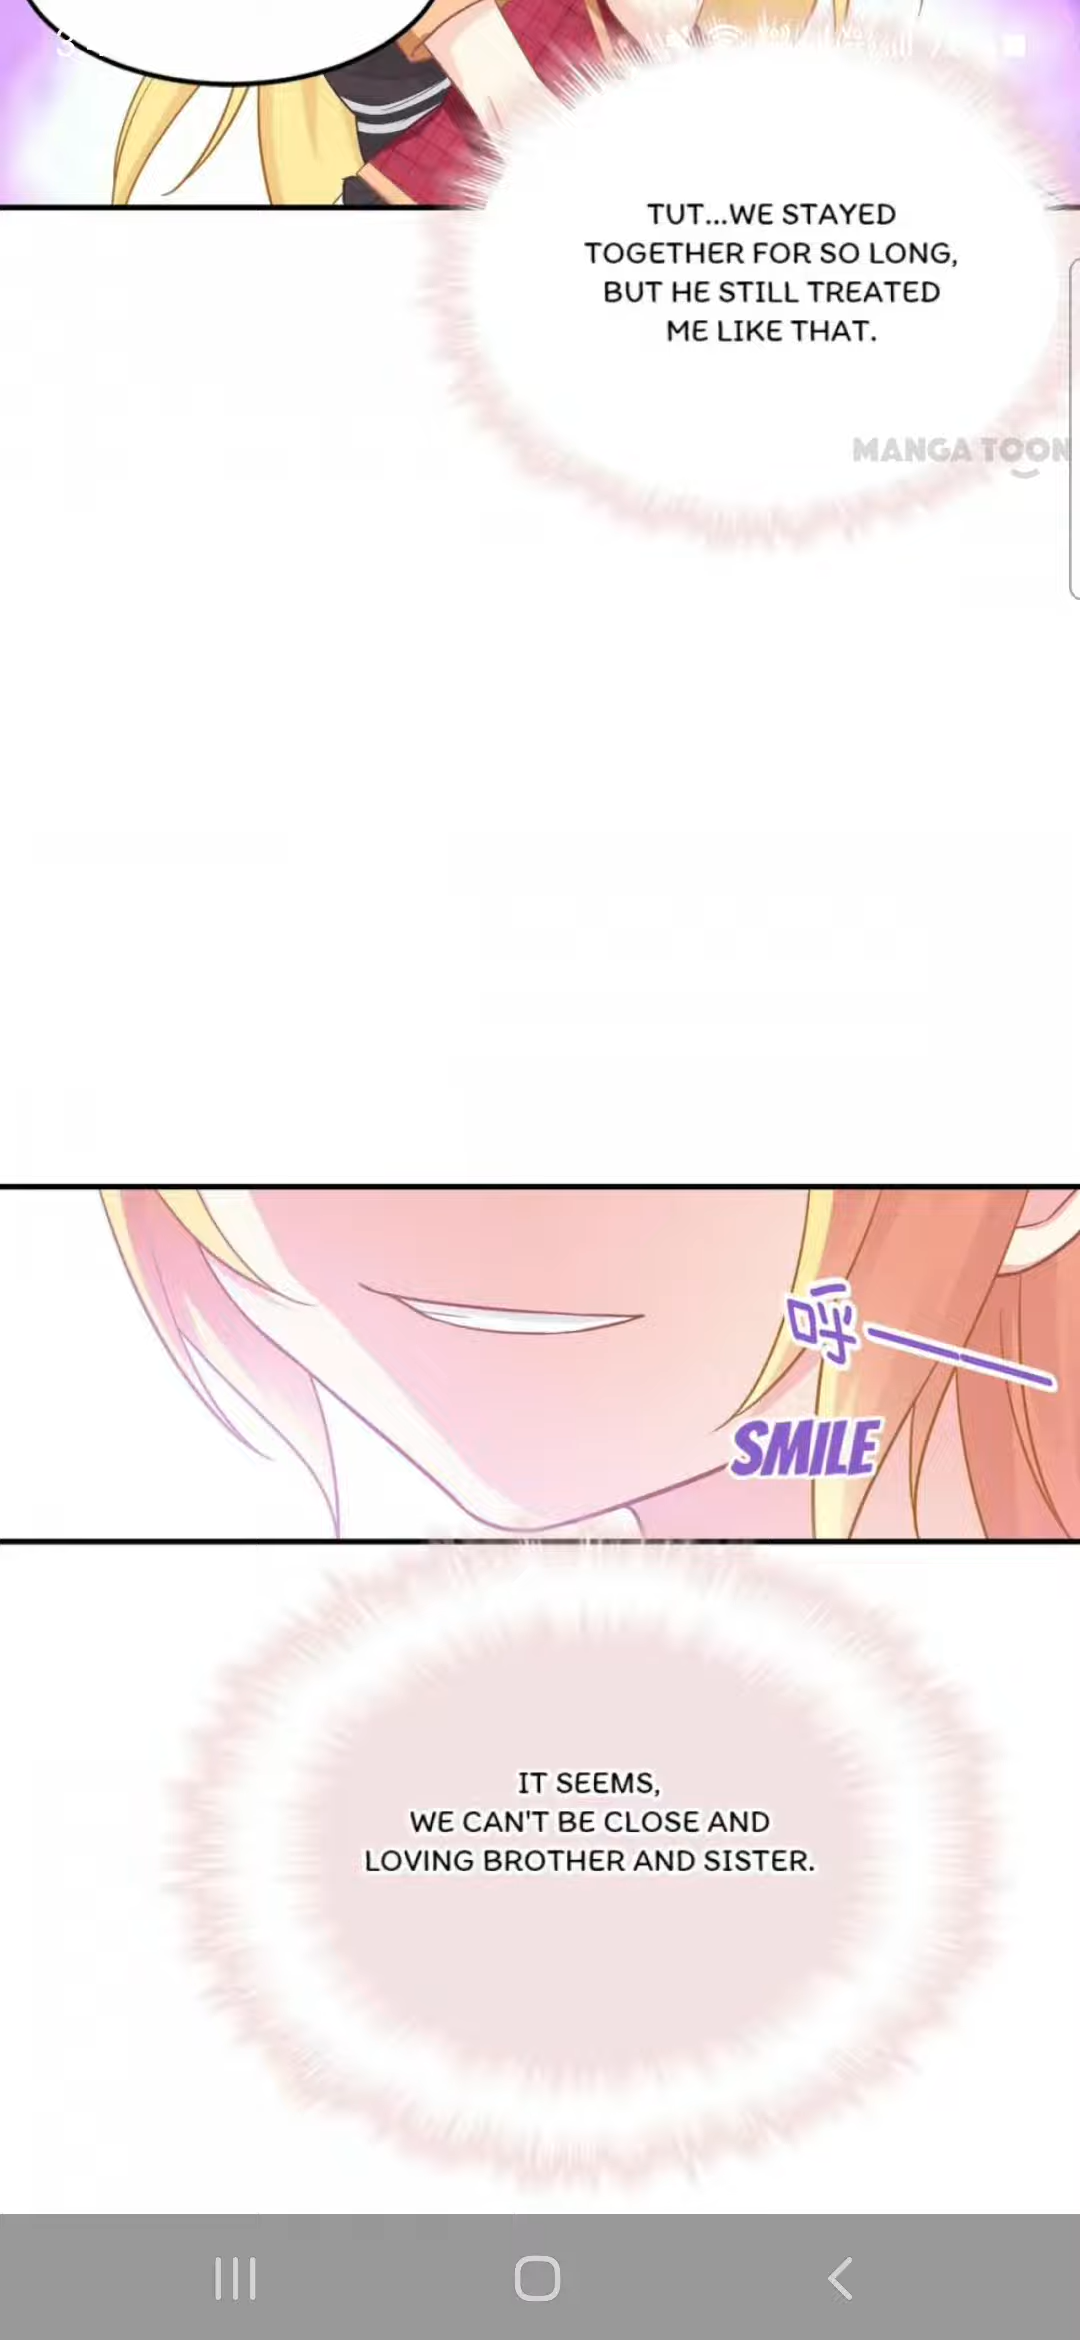 TUT...WE STAYED
TOGETHER FOR SO LONG,
BUT HE STILL TREATED
ME LIKE THAT.
MANGA TOON
呼——
SMILE
IT SEEMS,
WE CAN'T BE CLOSE AND
LOVING BROTHER AND SISTER.